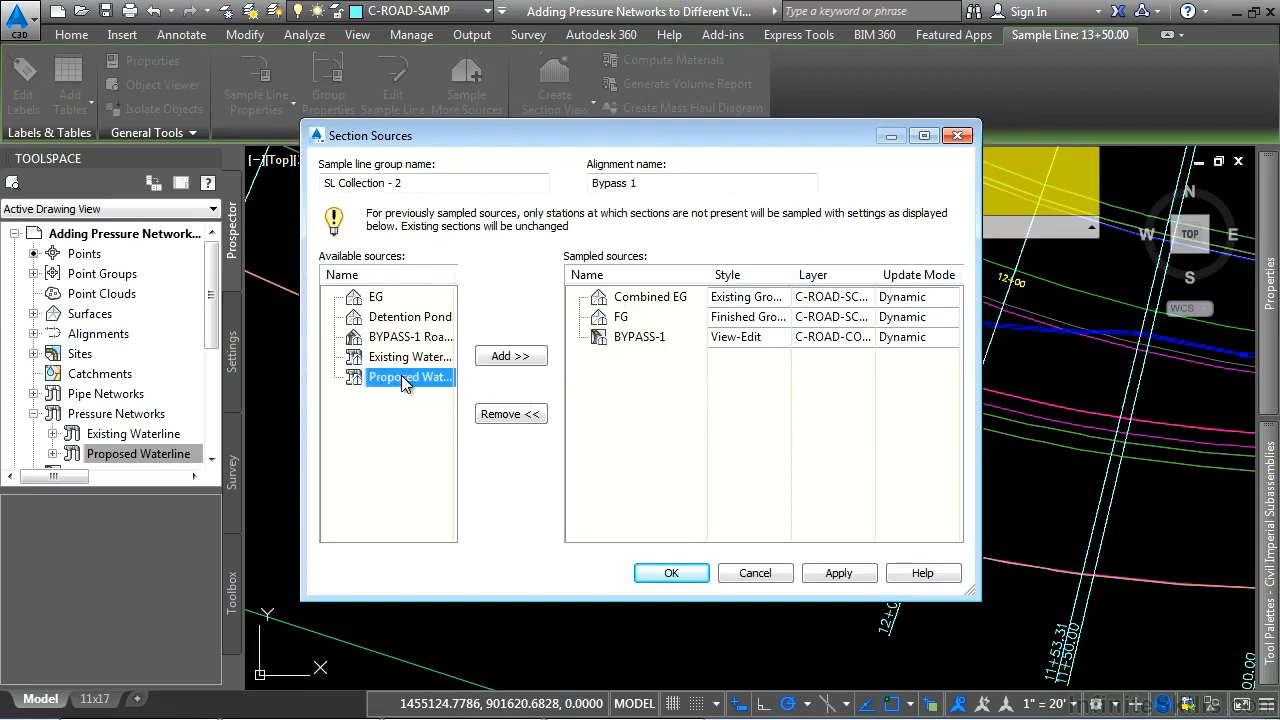 C-ROAD-SAMP
Adding Pressure Networks to Different Vi...
Type a keyword or phrase
Sign In
C3D
Home Insert Annotate Modify Analyze View Manage Output Survey Autodesk 360 Help Add-ins Express Tools BIM 360 Featured Apps Sample Line: 13+50.00
Properties
Object Viewer
Isolate Objects
Edit Labels
Add Tables
Sample Line Properties
Group Properties
Edit Sample Line
Sample More Sources
Create Section View
Compute Materials
Generate Volume Report
Create Mass Haul Diagram
Labels & Tables
General Tools
TOOLSPACE
Active Drawing View
Adding Pressure Network...
Points
Point Groups
Point Clouds
Surfaces
Alignments
Sites
Catchments
Pipe Networks
Pressure Networks
Existing Waterline
Proposed Waterline
Prospector
Settings
Survey
Toolbox
[−][Top][
Section Sources
Sample line group name:
SL Collection - 2
Alignment name:
Bypass 1
For previously sampled sources, only stations at which sections are not present will be sampled with settings as displayed
below. Existing sections will be unchanged
Available sources:
Name
EG
Detention Pond
BYPASS-1 Roa...
Existing Water...
Proposed Wat...
Add >>
Remove <<
Sampled sources:
Name Style Layer Update Mode
Combined EG Existing Gro... C-ROAD-SC... Dynamic
FG Finished Gro... C-ROAD-SC... Dynamic
BYPASS-1 View-Edit C-ROAD-CO... Dynamic
OK Cancel Apply Help
N
W TOP E
S
WCS
12+00
11+53.31
11+50.00
00.00
Properties
Tool Palettes - Civil Imperial Subassemblies
Y
X
Model 11x17
1455124.7786, 901620.6828, 0.0000 MODEL
1" = 20'